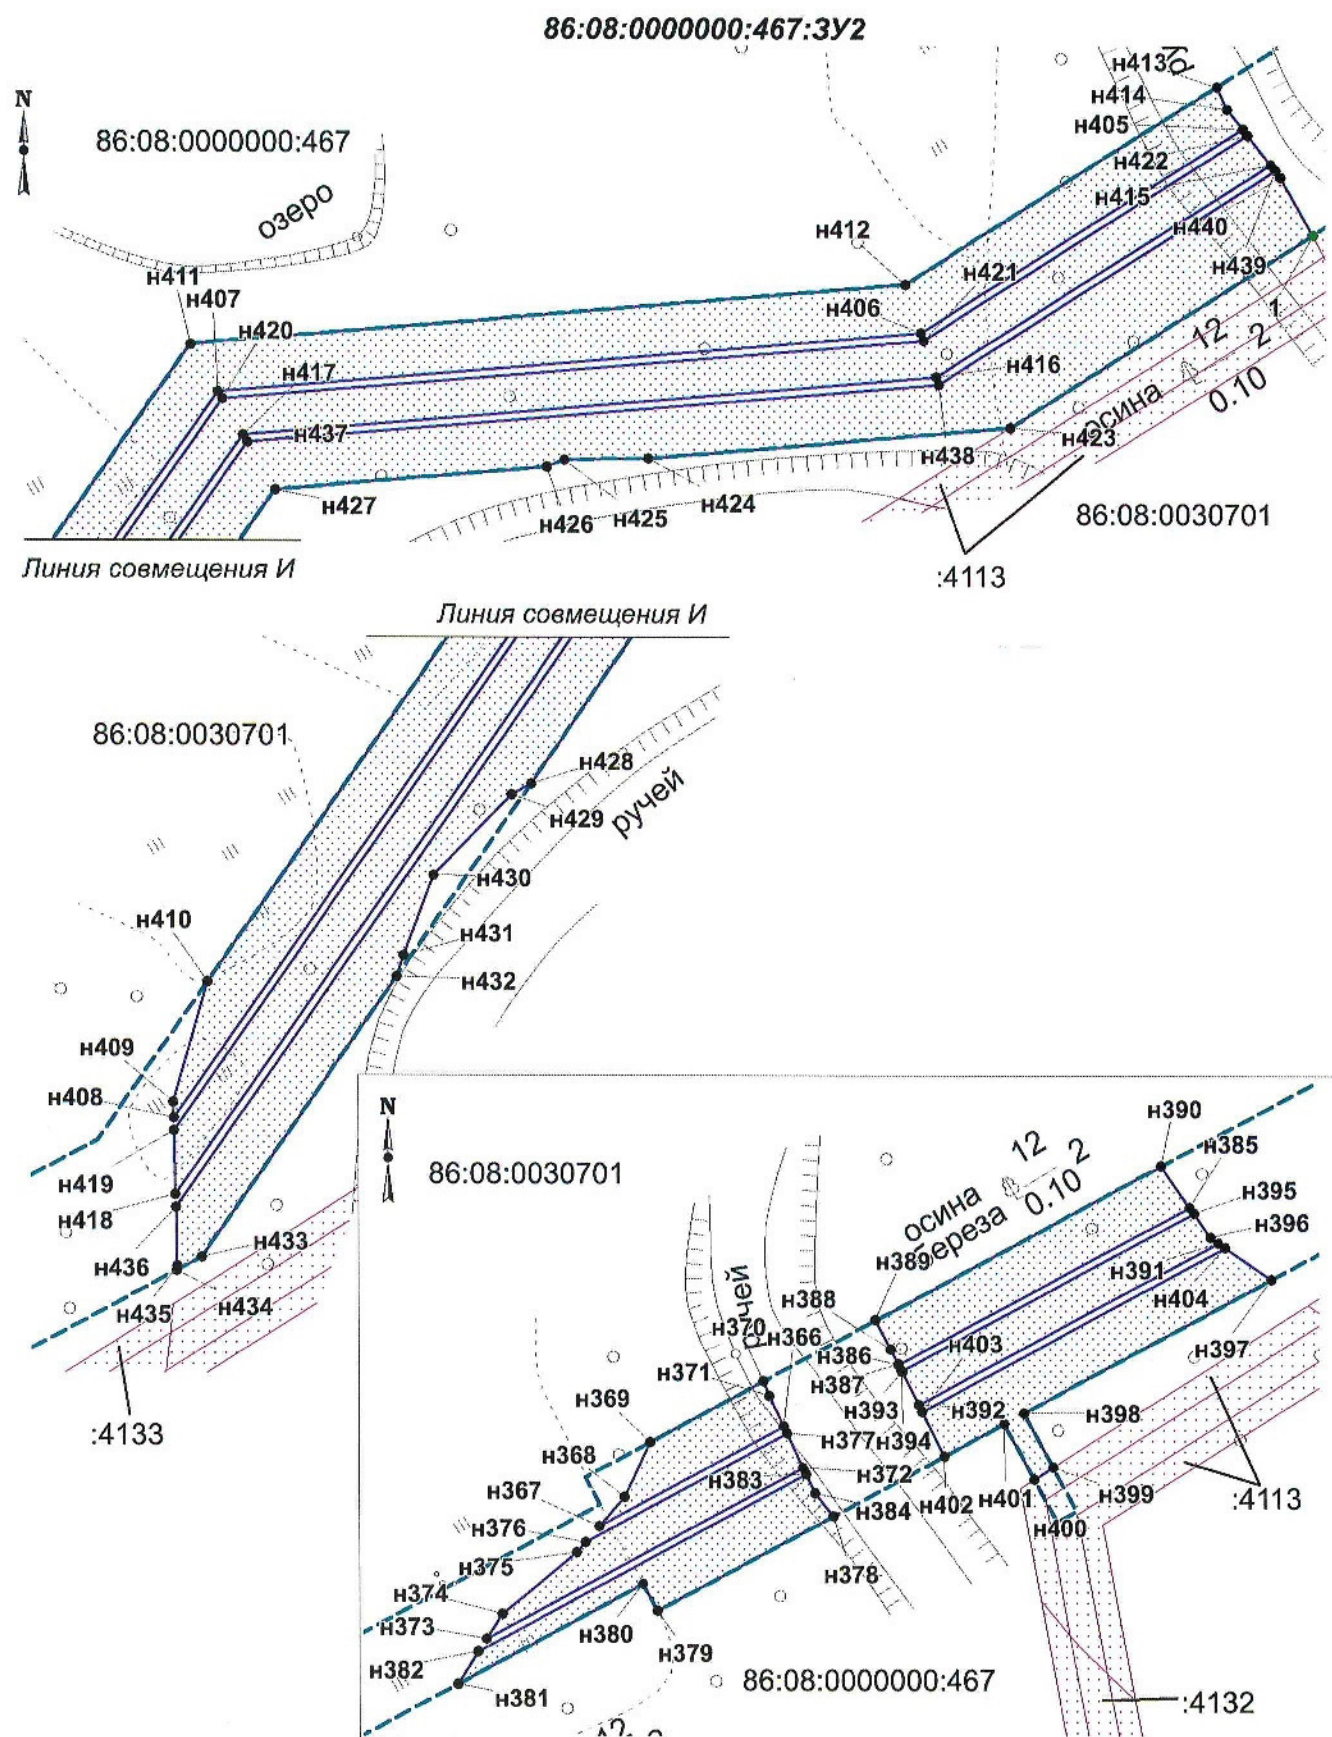 86:08:0000000:467:ЗУ2
N
86:08:0000000:467
озеро
н413
н414
н405
н422
н415
н440
н439
н412
н421
н406
н411
н407
н420
н417
н437
н416
н438
н423
н424
н425
н426
н427
1
12
2
0.10
осина
86:08:0030701
:4113
Линия совмещения И
Линия совмещения И
86:08:0030701
н428
н429
ручей
н430
н431
н432
н410
н409
н408
н419
н418
н436
н435
н433
н434
:4133
N
86:08:0030701
н390
н385
н395
н396
н391
н404
н397
осина
береза
12
2
0.10
н389
н388
ручей
н370
н366
н386
н387
н403
н371
н369
н368
н367
н376
н375
н374
н373
н382
н381
н380
н379
н378
н384
н383
н372
н377
н393
н394
н392
н402
н401
н398
н399
н400
:4113
86:08:0000000:467
:4132